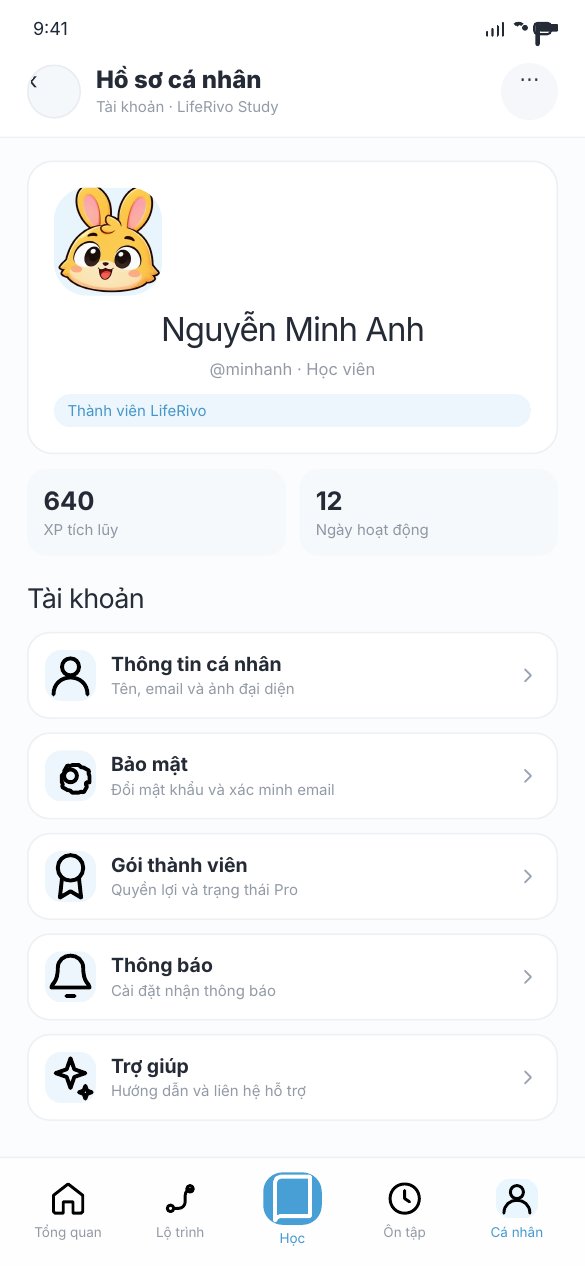 9:41
Hồ sơ cá nhân
Tài khoản · LifeRivo Study
Nguyễn Minh Anh
@minhanh · Học viên
Thành viên LifeRivo
640
XP tích lũy
12
Ngày hoạt động
Tài khoản
Thông tin cá nhân
Tên, email và ảnh đại diện
Bảo mật
Đổi mật khẩu và xác minh email
Gói thành viên
Quyền lợi và trạng thái Pro
Thông báo
Cài đặt nhận thông báo
Trợ giúp
Hướng dẫn và liên hệ hỗ trợ
Tổng quan
Lộ trình
Học
Ôn tập
Cá nhân